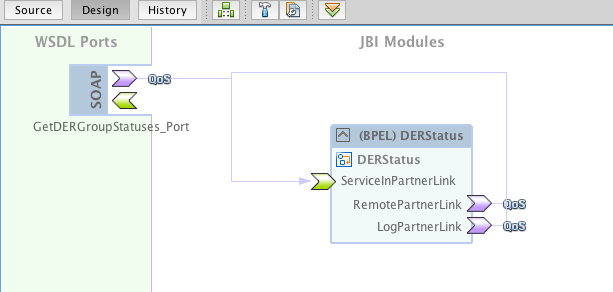 Source Design History
WSDL Ports
JBI Modules
SOAP
QoS
GetDERGroupStatuses_Port
(BPEL) DERStatus
DERStatus
ServiceInPartnerLink
RemotePartnerLink QoS
LogPartnerLink QoS